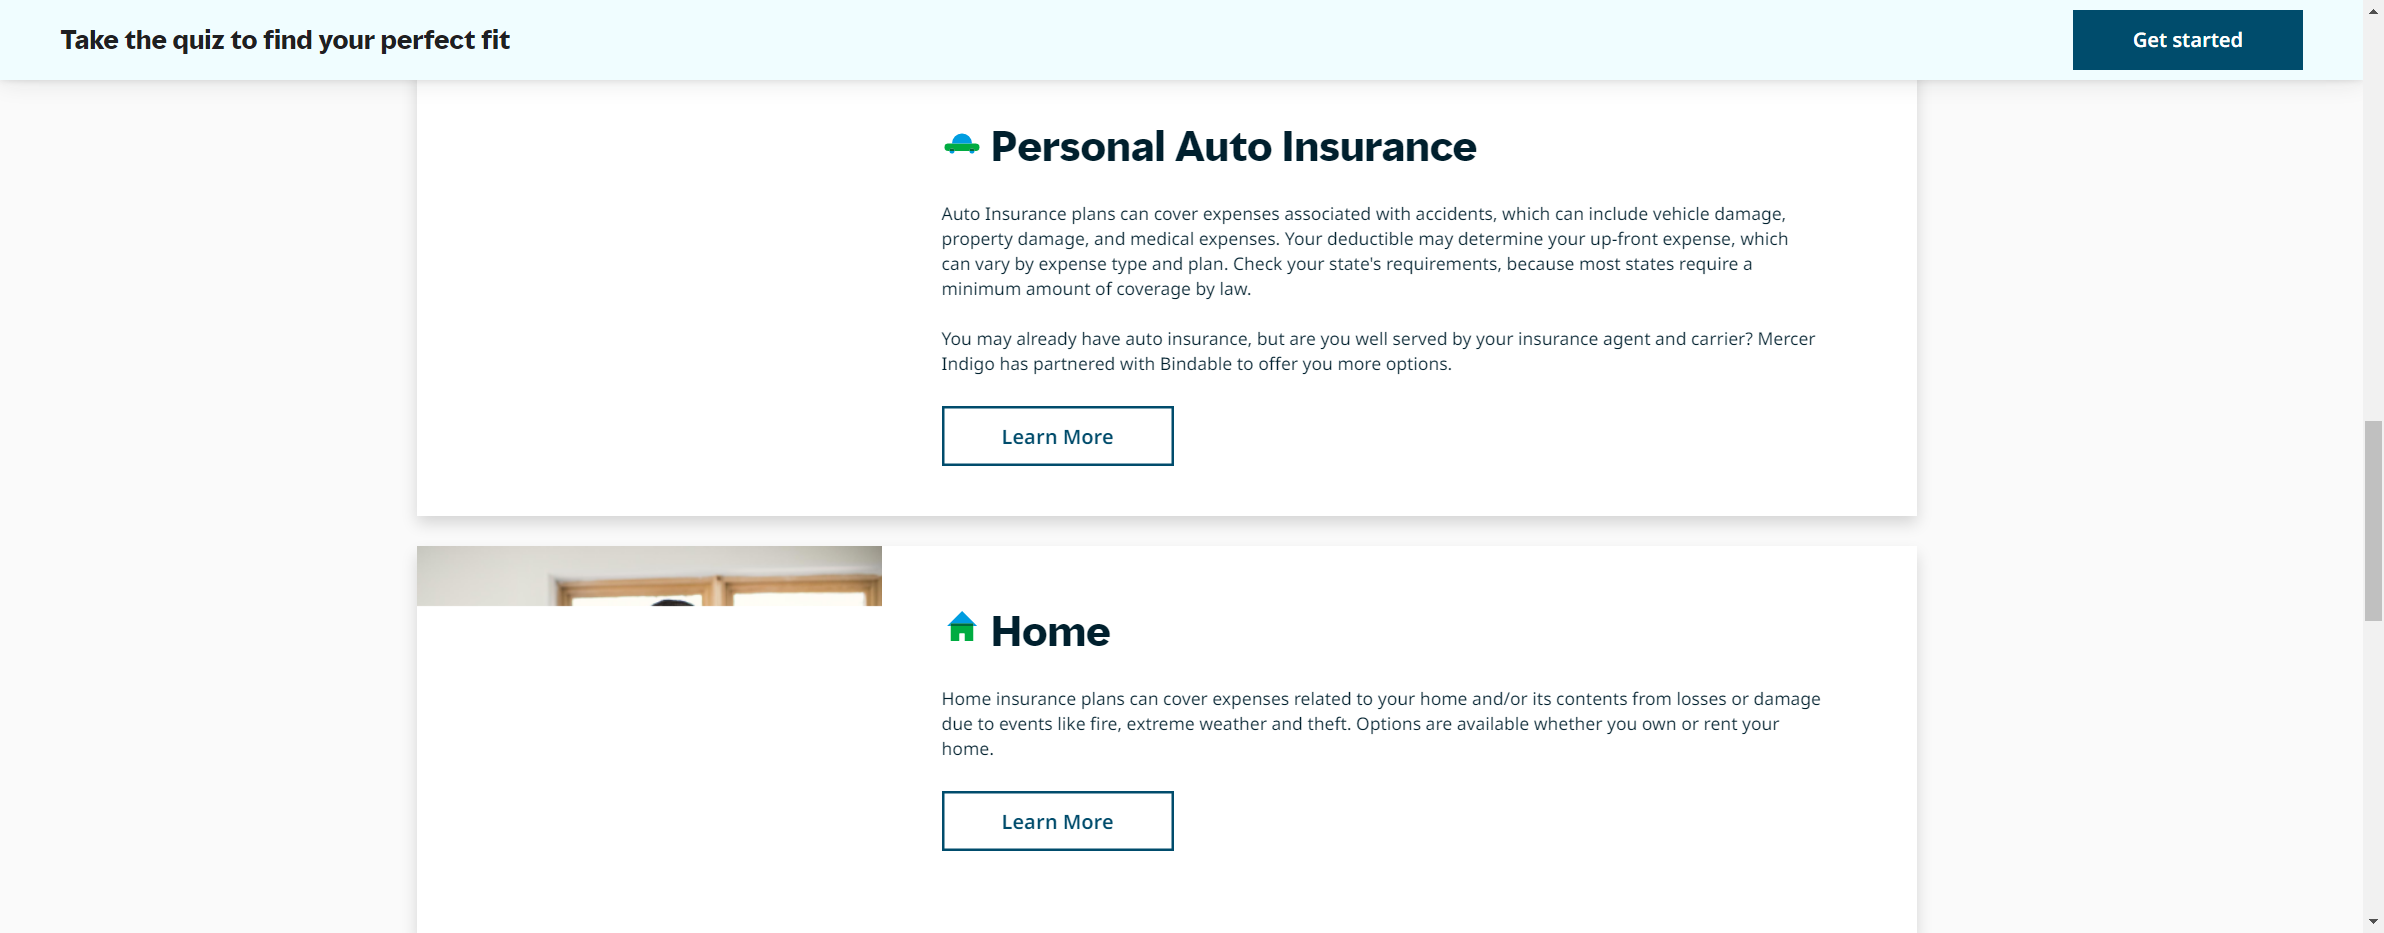 Take the quiz to find your perfect fit
Get started
Personal Auto Insurance
Auto Insurance plans can cover expenses associated with accidents, which can include vehicle damage,
property damage, and medical expenses. Your deductible may determine your up-front expense, which
can vary by expense type and plan. Check your state's requirements, because most states require a
minimum amount of coverage by law.
You may already have auto insurance, but are you well served by your insurance agent and carrier? Mercer
Indigo has partnered with Bindable to offer you more options.
Learn More
Home
Home insurance plans can cover expenses related to your home and/or its contents from losses or damage
due to events like fire, extreme weather and theft. Options are available whether you own or rent your
home.
Learn More